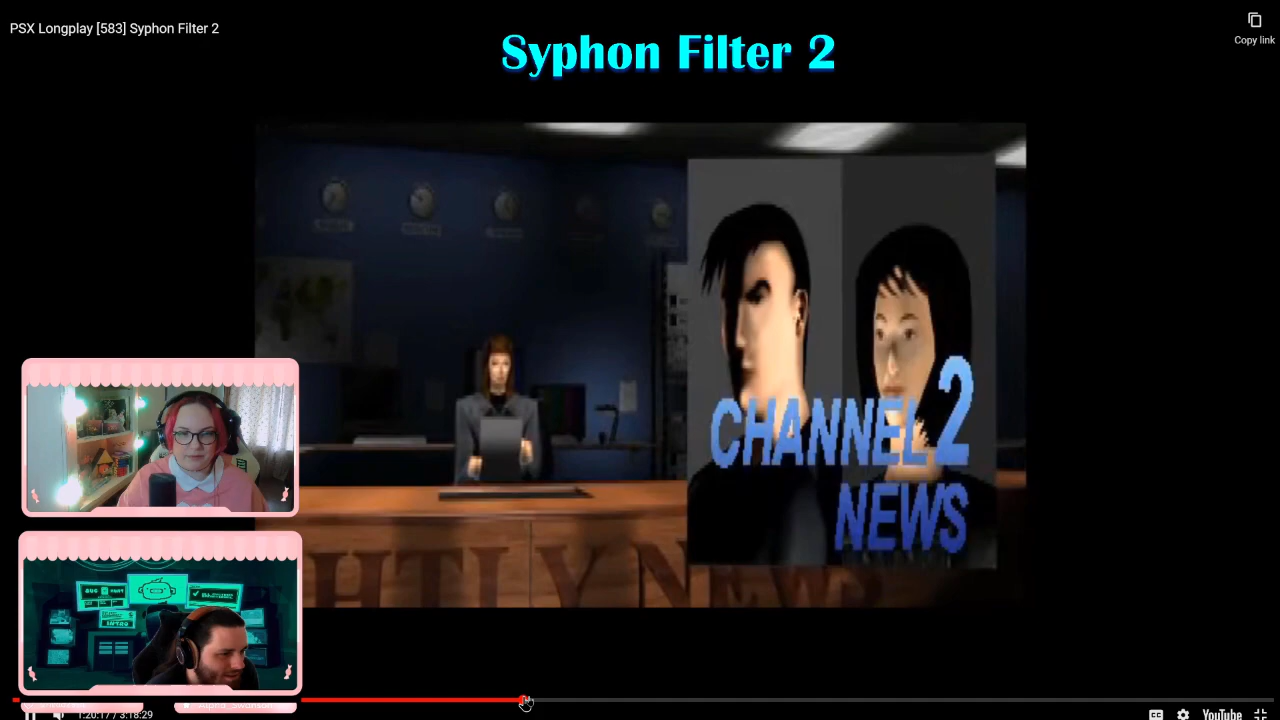 PSX Longplay [583] Syphon Filter 2
Copy link
Syphon Filter 2
CHANNEL 2
NEWS
1:20:17 / 3:18:29
CC
YouTube